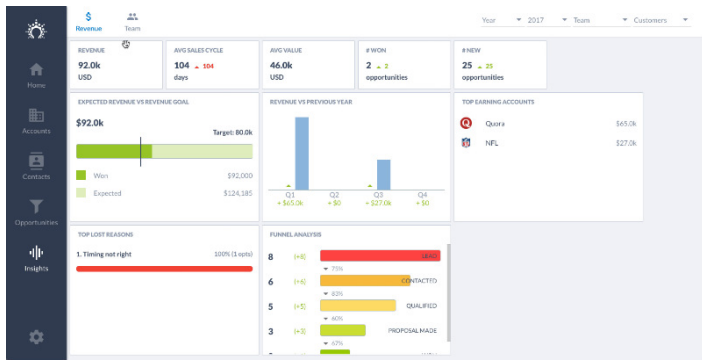 Revenue
Team
Year
2017
Team
Customers
Home
Accounts
Contacts
Opportunities
Insights
REVENUE
92.0k
USD
AVG SALES CYCLE
104 104
days
AVG VALUE
46.0k
USD
# WON
2 2
opportunities
# NEW
25 25
opportunities
EXPECTED REVENUE VS REVENUE GOAL
$92.0k
Target: 80.0k
Won $92,000
Expected $124,185
REVENUE VS PREVIOUS YEAR
Q1 Q2 Q3 Q4
+ $65.0k + $0 + $27.0k + $0
TOP EARNING ACCOUNTS
Quora $65.0k
NFL $27.0k
TOP LOST REASONS
1. Timing not right 100% (1 opts)
FUNNEL ANALYSIS
8 (+8) LEAD
75%
6 (+6) CONTACTED
83%
5 (+5) QUALIFIED
60%
3 (+3) PROPOSAL MADE
67%